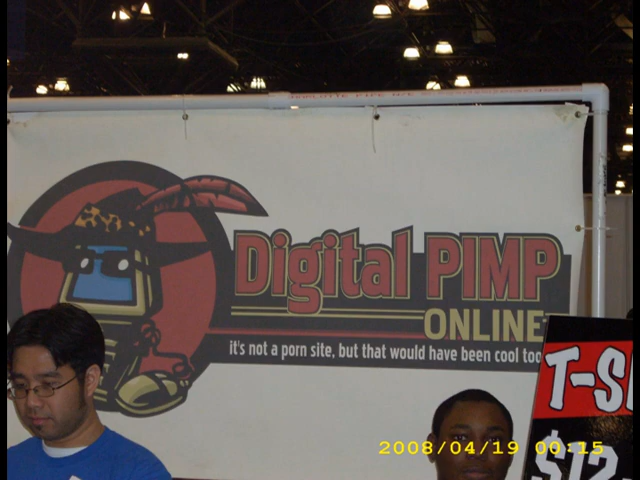 Digital PIMP
ONLINE
it's not a porn site, but that would have been cool too
T-S
$12
2008/04/19 00:15